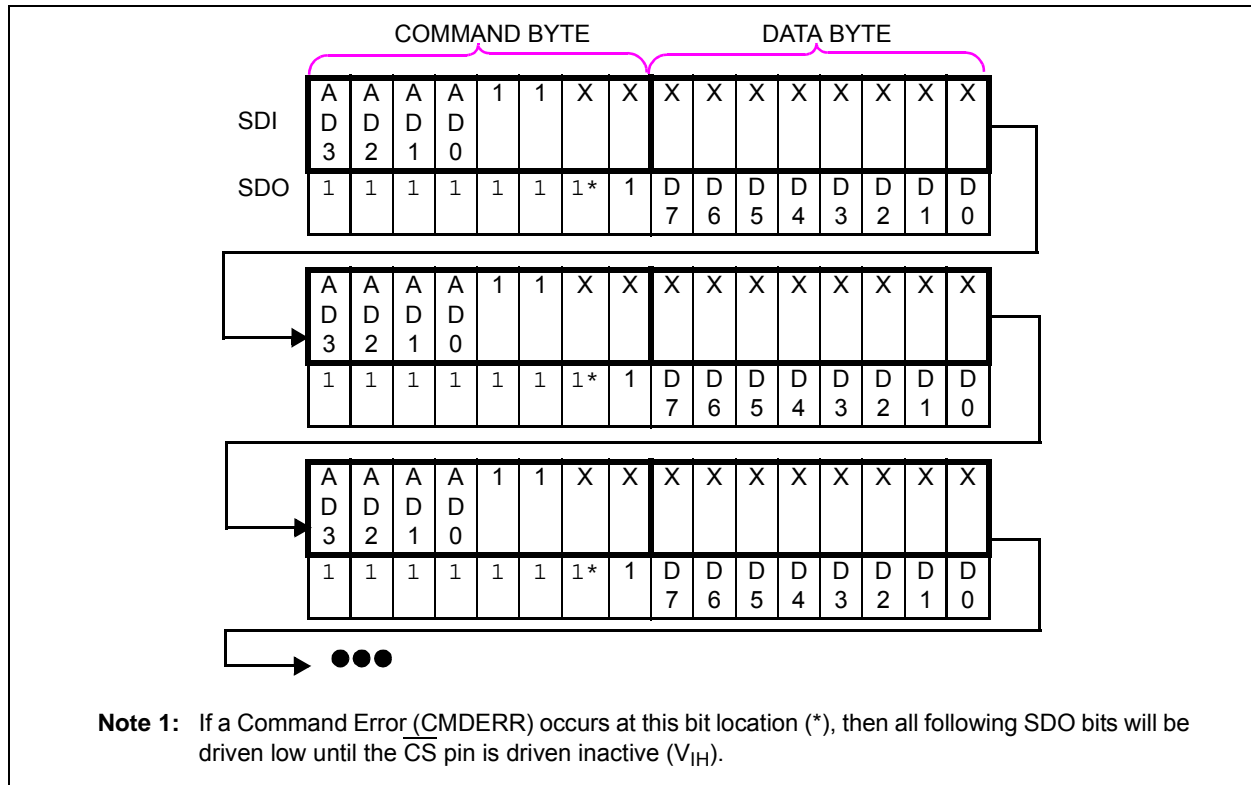 COMMAND BYTE DATA BYTE
SDI A A A A 1 1 X X X X X X X X X X
D D D D
3 2 1 0
SDO 1 1 1 1 1 1 1* 1 D D D D D D D D
7 6 5 4 3 2 1 0
A A A A 1 1 X X X X X X X X X X
D D D D
3 2 1 0
1 1 1 1 1 1 1* 1 D D D D D D D D
7 6 5 4 3 2 1 0
A A A A 1 1 X X X X X X X X X X
D D D D
3 2 1 0
1 1 1 1 1 1 1* 1 D D D D D D D D
7 6 5 4 3 2 1 0
Note 1: If a Command Error (CMDERR) occurs at this bit location (*), then all following SDO bits will be
driven low until the CS pin is driven inactive (VIH).